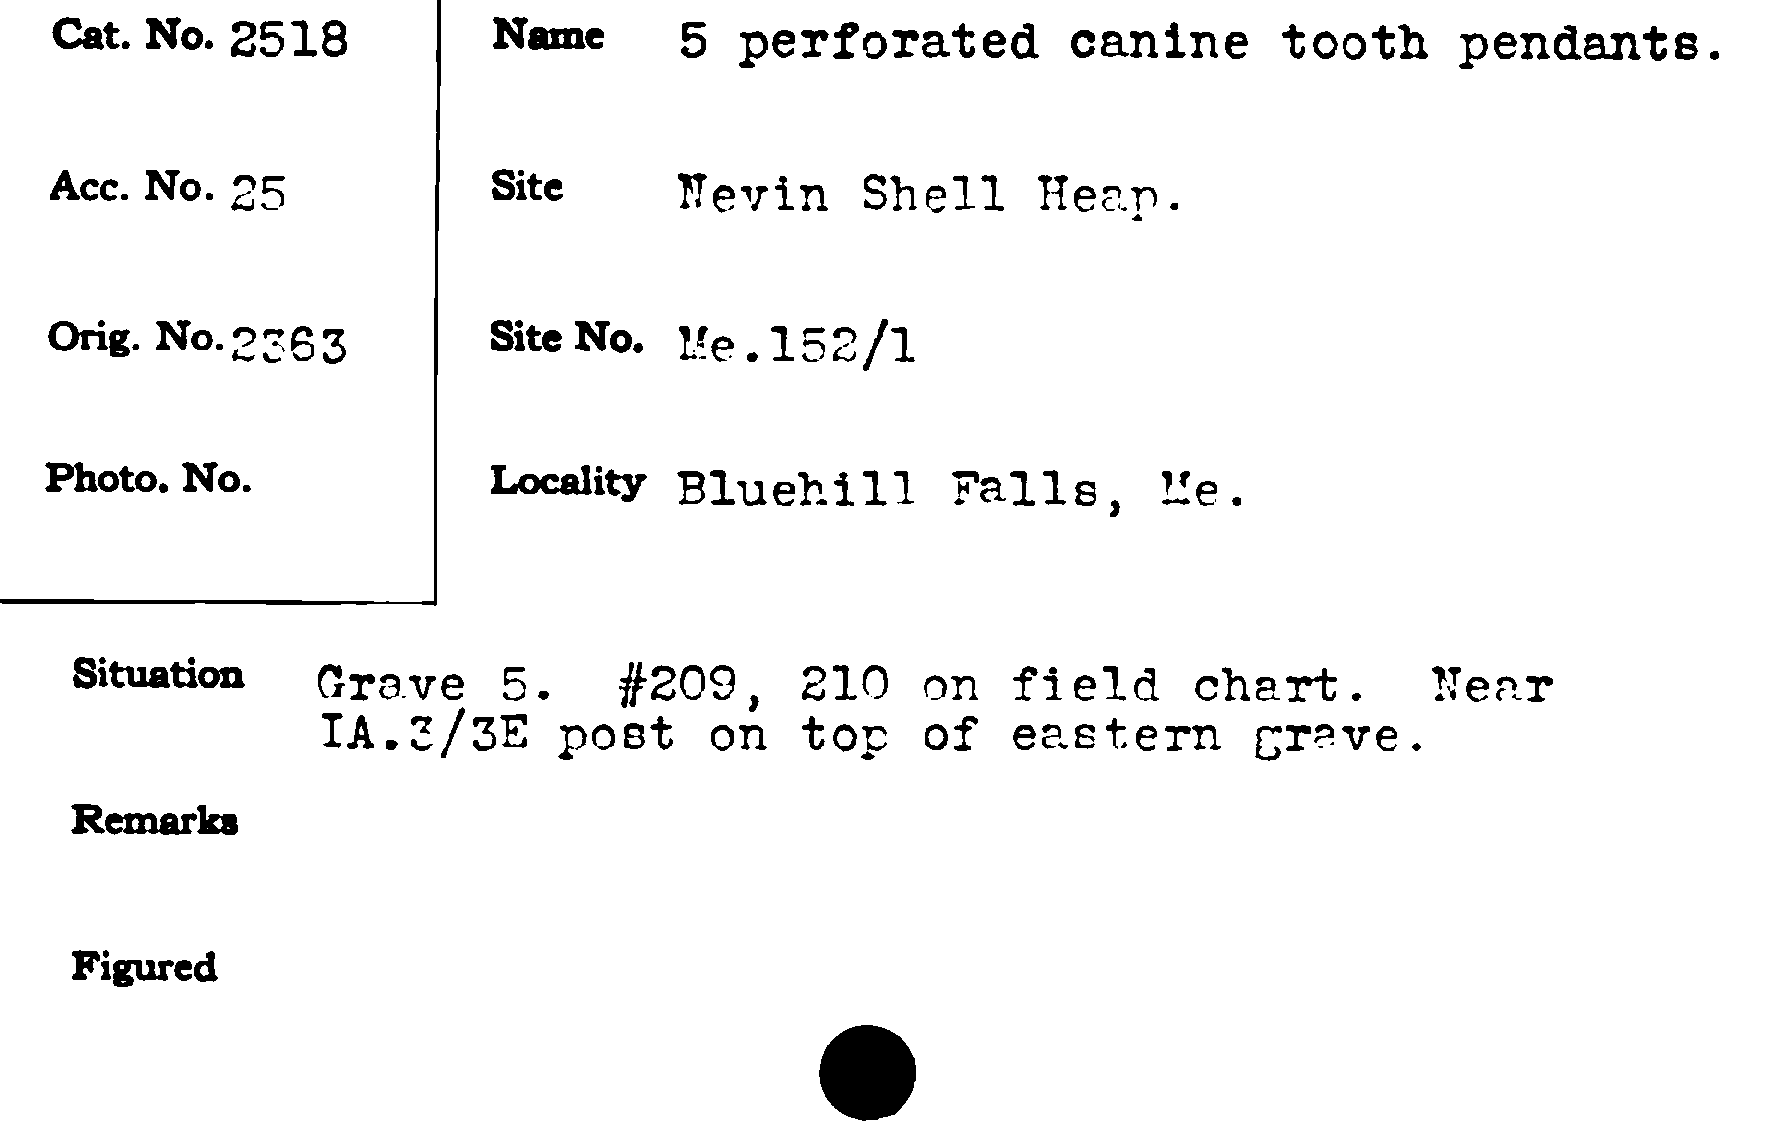 Cat. No. 2518
Name 5 perforated canine tooth pendants.
Acc. No. 25
Site Nevin Shell Heap.
Orig. No. 2363
Site No. Me.152/1
Photo. No.
Locality Bluehill Falls, Me.
Situation Grave 5. #209, 210 on field chart. Near
IA.3/3E post on top of eastern grave.
Remarks
Figured